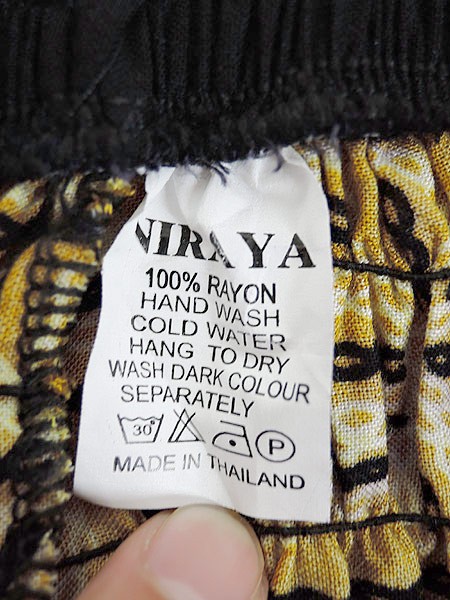 NIRAYA
100% RAYON
HAND WASH
COLD WATER
HANG TO DRY
WASH DARK COLOUR
SEPARATELY
30° P
MADE IN THAILAND